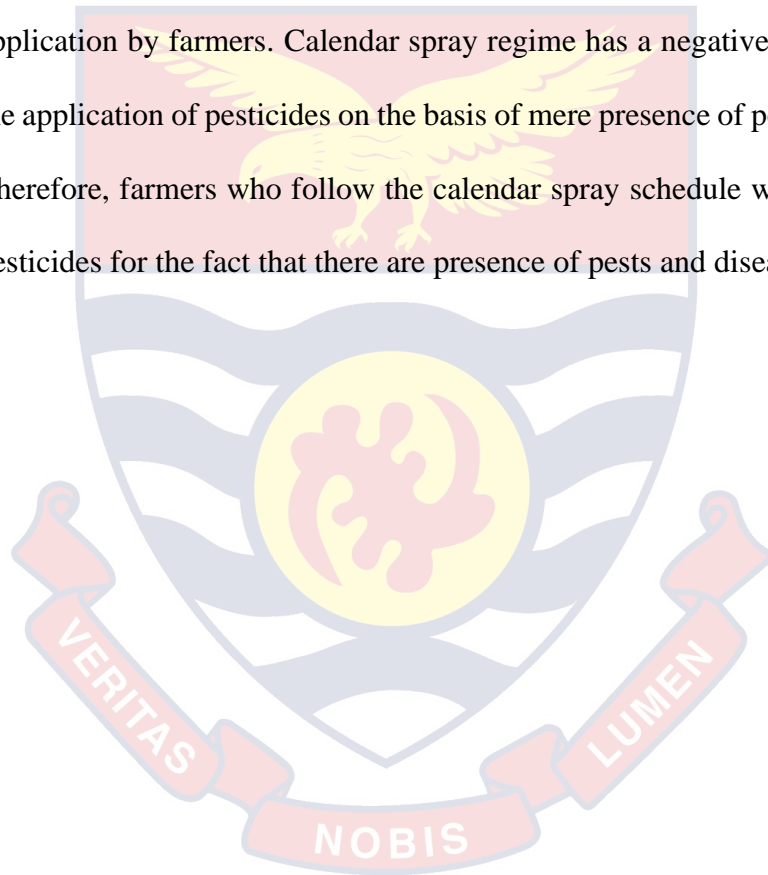 pplication by farmers. Calendar spray regime has a negative
e application of pesticides on the basis of mere presence of p
herefore, farmers who follow the calendar spray schedule w
esticides for the fact that there are presence of pests and disea
VERITAS
NOBIS
LUMEN